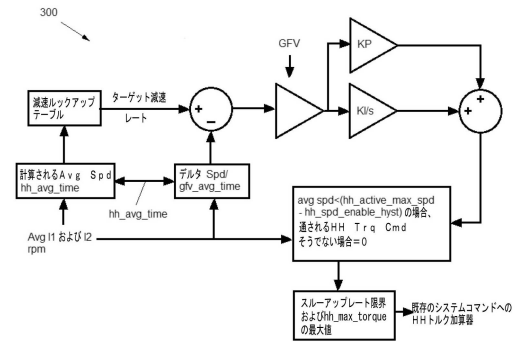 300
GFV
KP
減速ルックアップ
テーブル
ターゲット減速
レート
+
−
KI/s
+
+
計算されるAvg Spd
hh_avg_time
hh_avg_time
デルタ Spd/
gfv_avg_time
Avg I1 および I2
rpm
avg spd<(hh_active_max_spd
- hh_spd_enable_hyst) の場合、
通されるHH Trq Cmd
そうでない場合＝0
スルーアップレート限界
およびhh_max_torque
の最大値
既存のシステムコマンドへの
HHトルク加算器